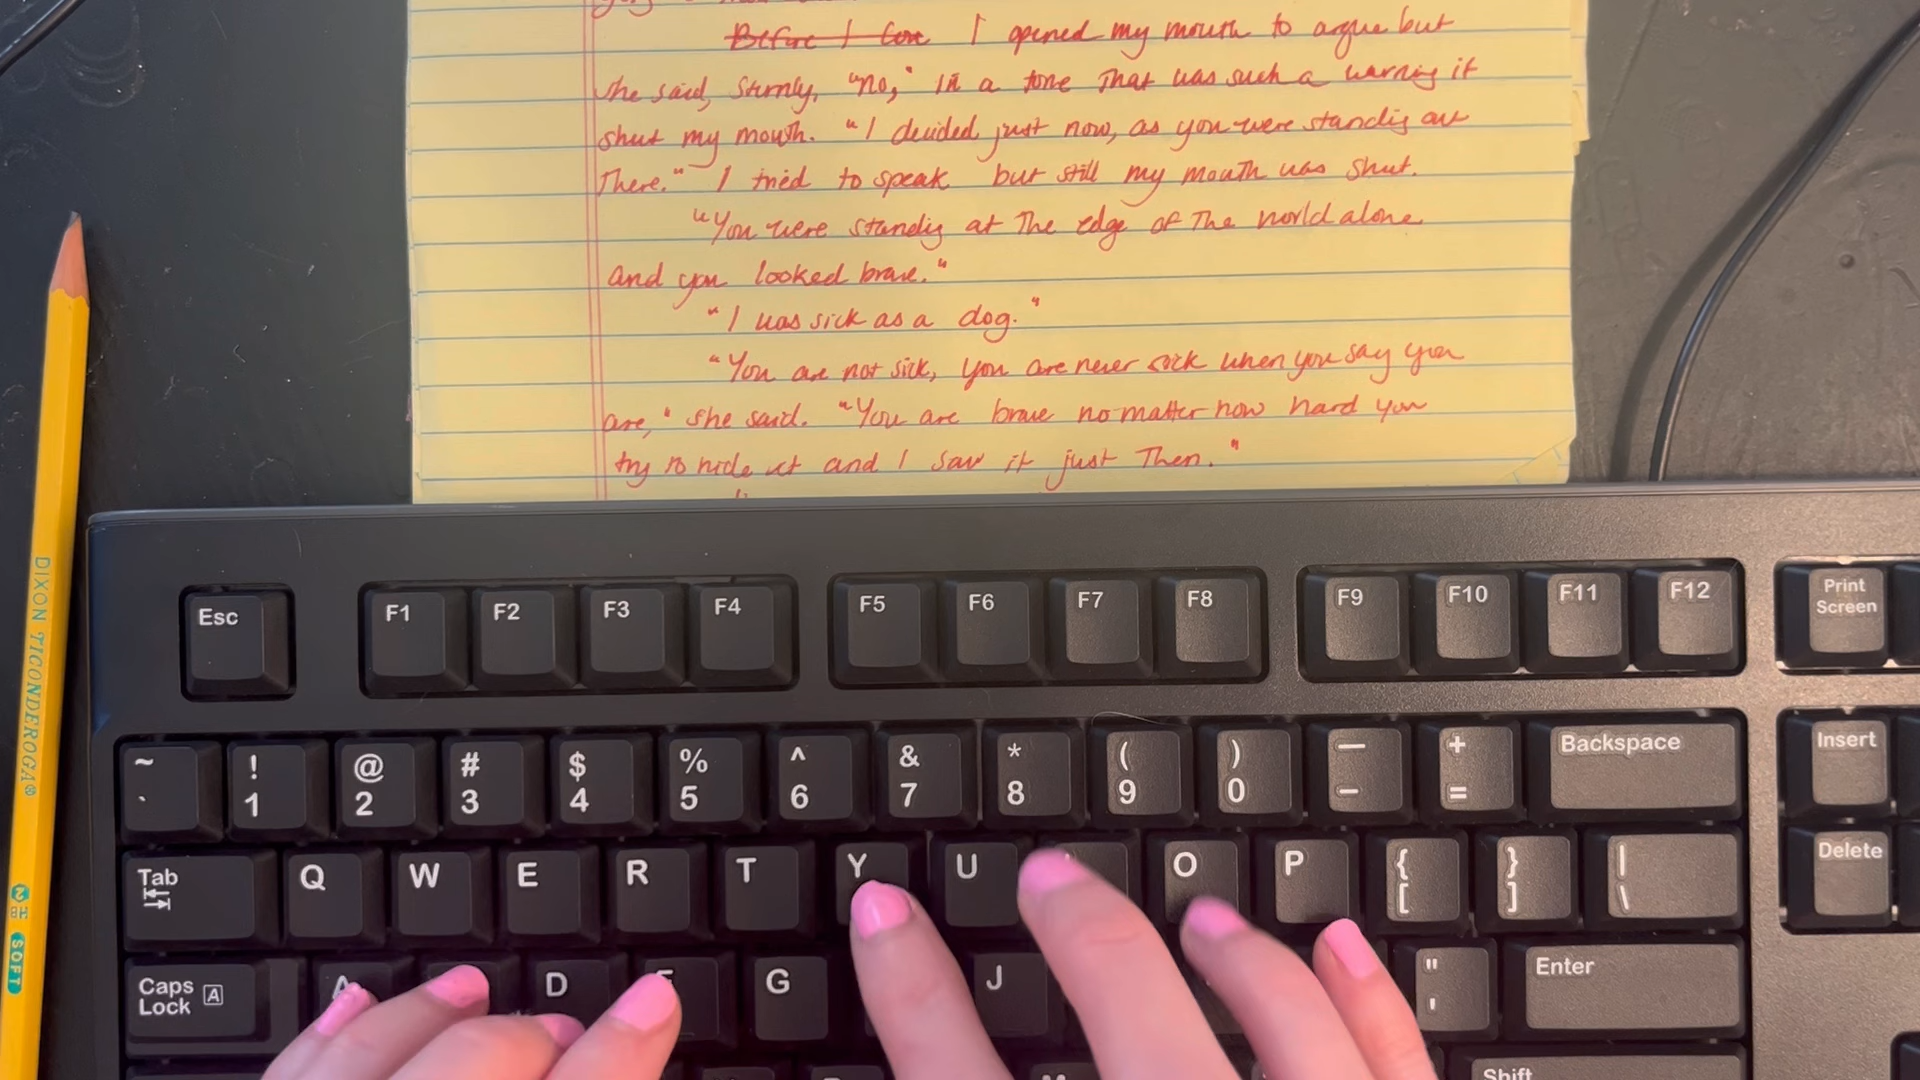 Before I I opened my mouth to argue but
she said, sternly, "no," in a tone that was such a warning it
shut my mouth. "I decided just now, as you were standing out
there." I tried to speak but still my mouth was shut.
"You were standing at the edge of the world alone
and you looked brave."
"I was sick as a dog."
"You are not sick, you are never sick when you say you
are," she said. "You are brave no matter how hard you
try to hide it and I saw it just then."
DIXON TICONDEROGA®
2
HB
SOFT
Esc F1 F2 F3 F4 F5 F6 F7 F8 F9 F10 F11 F12 Print Screen
~ ! @ # $ % ^ & * ( ) — + Backspace Insert
` 1 2 3 4 5 6 7 8 9 0 - =
Tab Q W E R T Y U O P { } | Delete
[ ] \
Caps Lock A A D G J " Enter
'
Shift